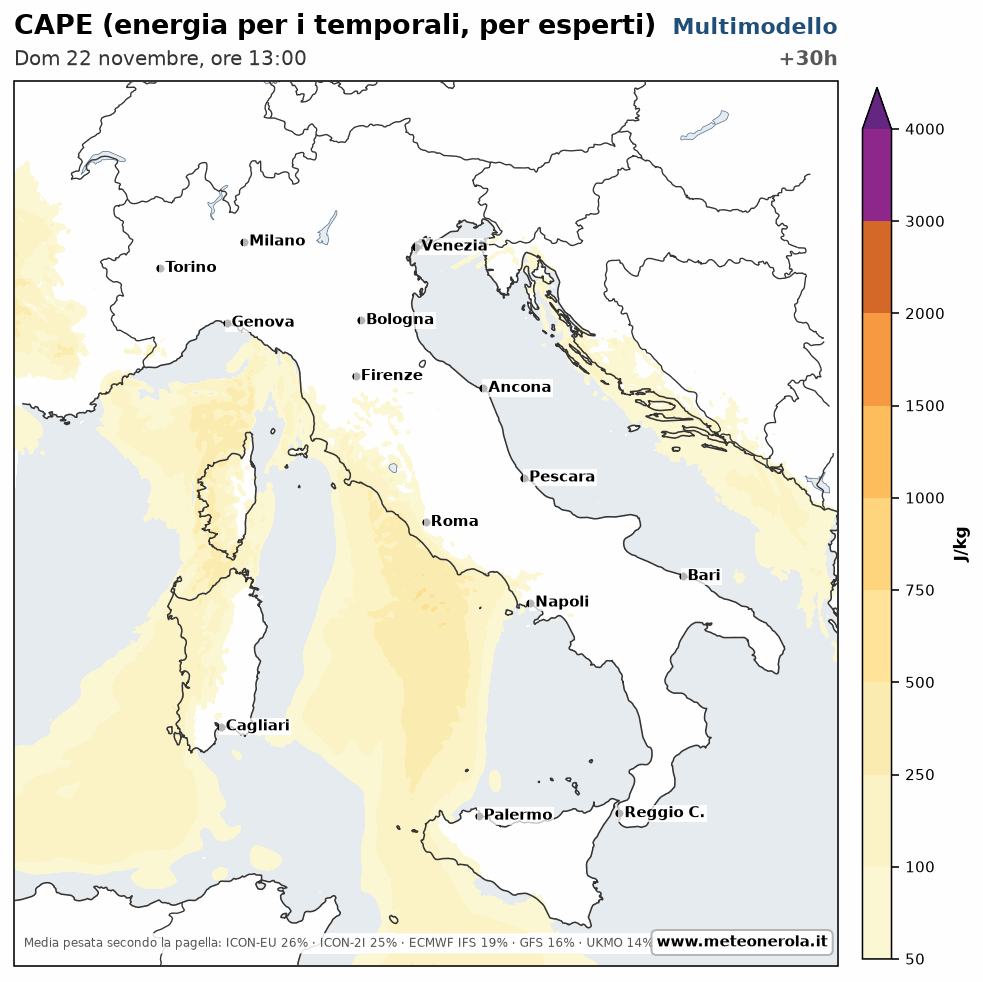 CAPE (energia per i temporali, per esperti)
Multimodello
Dom 22 novembre, ore 13:00
+30h
4000
3000
2000
1500
1000
750
500
250
100
50
J/kg
Milano
Venezia
Torino
Genova
Bologna
Firenze
Ancona
Pescara
Roma
Bari
Napoli
Cagliari
Palermo
Reggio C.
Media pesata secondo la pagella: ICON-EU 26% · ICON-2I 25% · ECMWF IFS 19% · GFS 16% · UKMO 14%
www.meteonerola.it